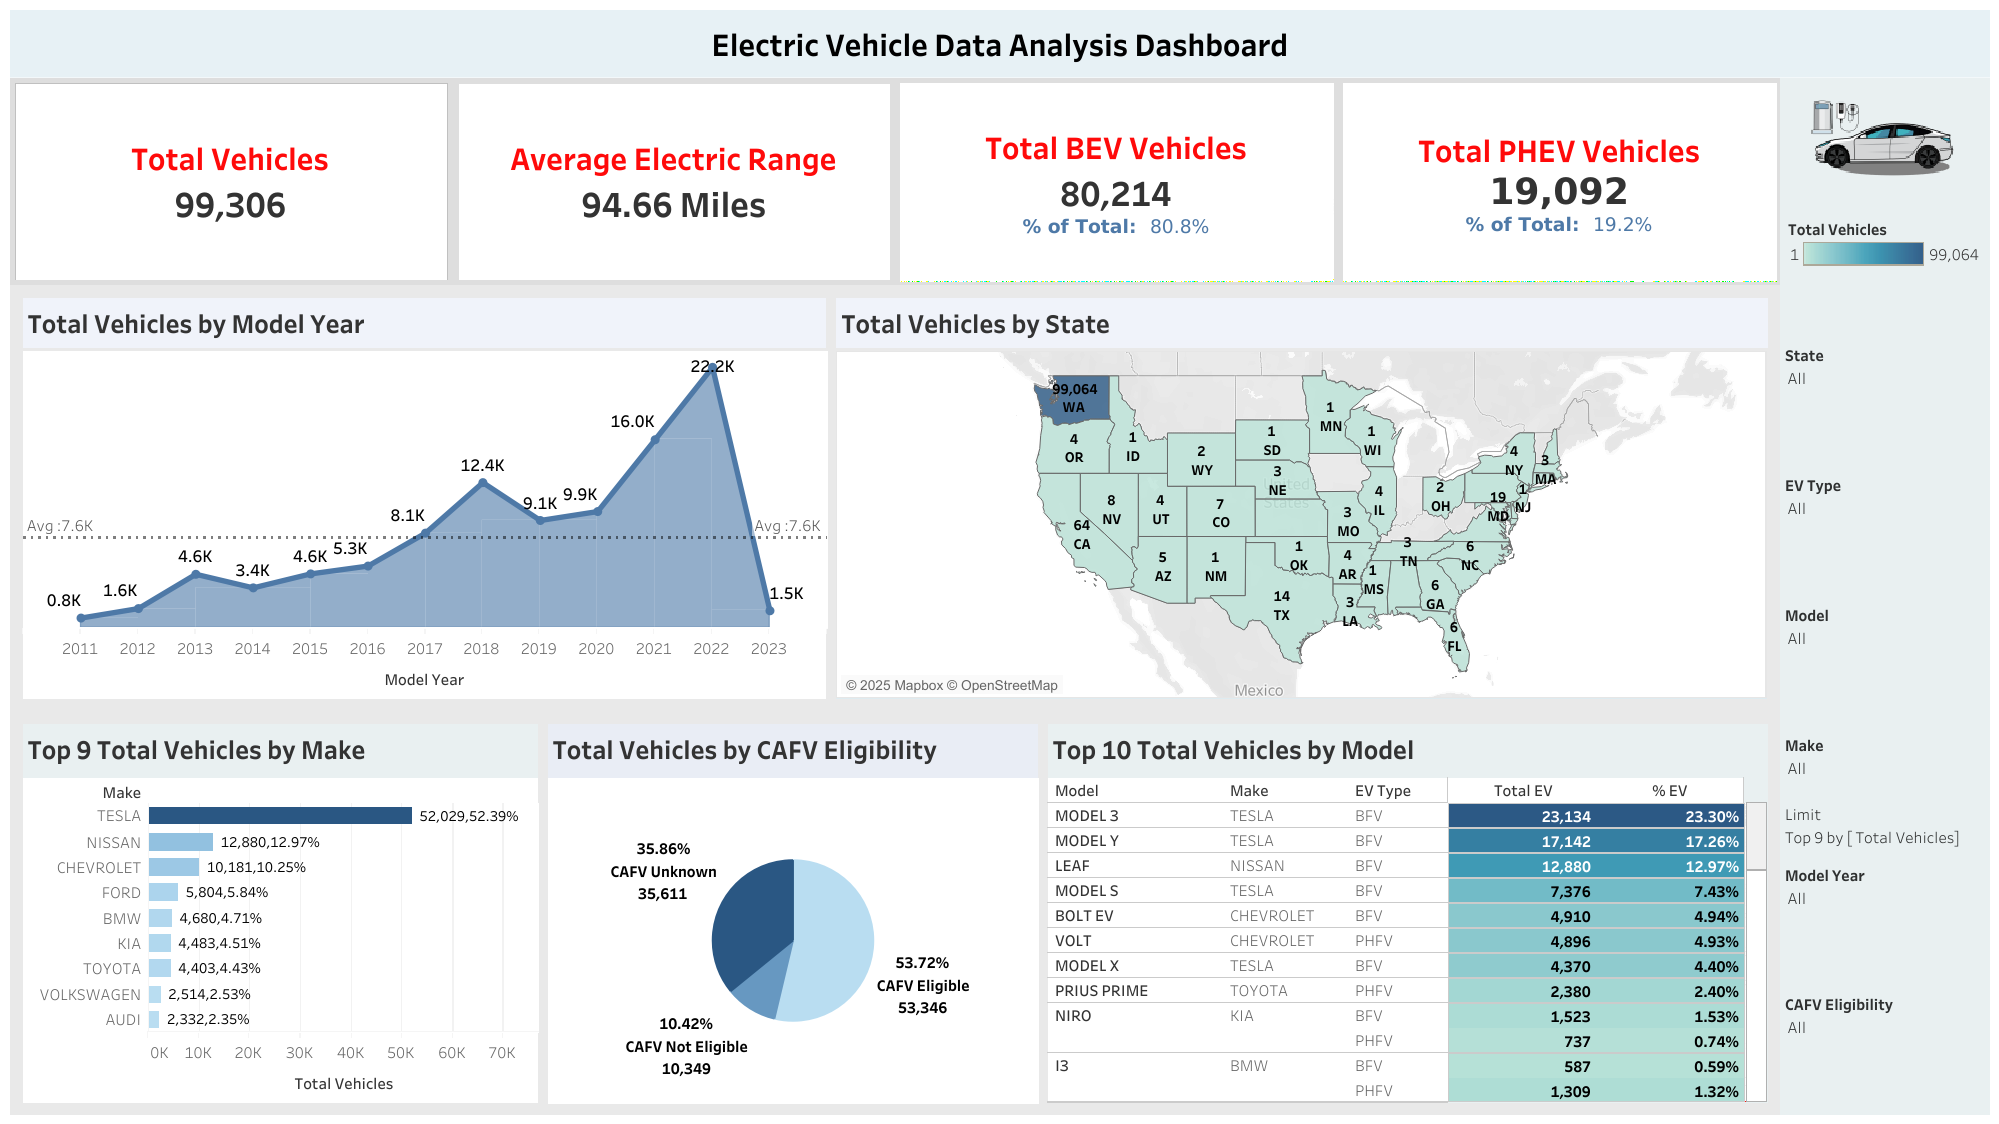 Electric Vehicle Data Analysis Dashboard
Total Vehicles
99,306
Average Electric Range
94.66 Miles
Total BEV Vehicles
80,214
% of Total: 80.8%
Total PHEV Vehicles
19,092
% of Total: 19.2%
Total Vehicles
1 99,064
State
All
EV Type
All
Model
All
Make
All
Limit
Top 9 by [ Total Vehicles]
Model Year
All
CAFV Eligibility
All
Total Vehicles by Model Year
22.2K
16.0K
12.4K
9.1K
9.9K
8.1K
Avg :7.6K
Avg :7.6K
4.6K
3.4K
4.6K
5.3K
0.8K
1.6K
1.5K
2011 2012 2013 2014 2015 2016 2017 2018 2019 2020 2021 2022 2023
Model Year
Total Vehicles by State
99,064
WA
4
OR
1
ID
2
WY
1
SD
1
MN
1
WI
3
NE
United
States
4
NY
3
MA
1
NJ
19
MD
2
OH
4
IL
8
NV
4
UT
7
CO
3
MO
64
CA
5
AZ
1
NM
1
OK
4
AR
3
TN
6
NC
1
MS
6
GA
14
TX
3
LA
6
FL
Mexico
© 2025 Mapbox © OpenStreetMap
Top 9 Total Vehicles by Make
Make
TESLA 52,029,52.39%
NISSAN 12,880,12.97%
CHEVROLET 10,181,10.25%
FORD 5,804,5.84%
BMW 4,680,4.71%
KIA 4,483,4.51%
TOYOTA 4,403,4.43%
VOLKSWAGEN 2,514,2.53%
AUDI 2,332,2.35%
0K 10K 20K 30K 40K 50K 60K 70K
Total Vehicles
Total Vehicles by CAFV Eligibility
35.86%
CAFV Unknown
35,611
53.72%
CAFV Eligible
53,346
10.42%
CAFV Not Eligible
10,349
Top 10 Total Vehicles by Model
Model Make EV Type Total EV % EV
MODEL 3 TESLA BFV 23,134 23.30%
MODEL Y TESLA BFV 17,142 17.26%
LEAF NISSAN BFV 12,880 12.97%
MODEL S TESLA BFV 7,376 7.43%
BOLT EV CHEVROLET BFV 4,910 4.94%
VOLT CHEVROLET PHFV 4,896 4.93%
MODEL X TESLA BFV 4,370 4.40%
PRIUS PRIME TOYOTA PHFV 2,380 2.40%
NIRO KIA BFV 1,523 1.53%
PHFV 737 0.74%
I3 BMW BFV 587 0.59%
PHFV 1,309 1.32%